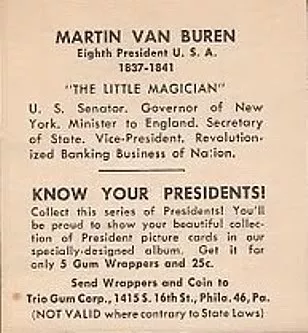 MARTIN VAN BUREN
Eighth President U. S. A.
1837-1841
"THE LITTLE MAGICIAN"
U. S. Senator. Governor of New
York. Minister to England. Secretary
of State. Vice-President. Revolution-
ized Banking Business of Nation.
KNOW YOUR PRESIDENTS!
Collect this series of Presidents! You'll
be proud to show your beautiful collec-
tion of President picture cards in our
specially-designed album. Get it for
only 5 Gum Wrappers and 25c.
Send Wrappers and Coin to
Trio Gum Corp., 1415 S. 16th St., Phila. 46, Pa.
(NOT VALID where contrary to State Laws)